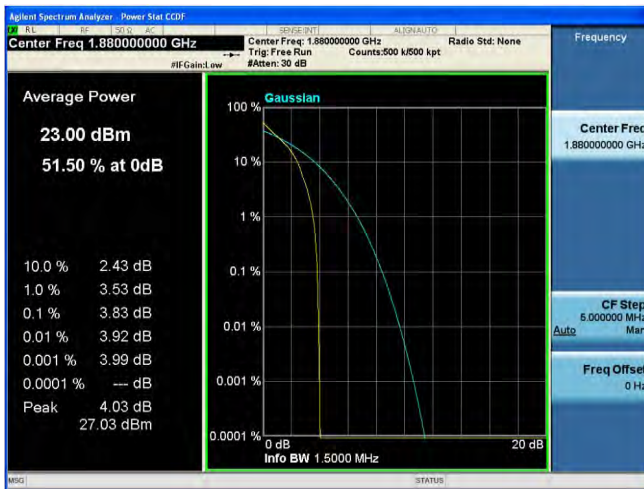 Agilent Spectrum Analyzer - Power Stat CCDF
RL RF 50 Ω AC SENSE:INT ALIGNAUTO
Center Freq 1.880000000 GHz
Center Freq: 1.880000000 GHz Radio Std: None
Trig: Free Run Counts:500 k/500 kpt
#IFGain:Low #Atten: 30 dB
Frequency
Average Power
23.00 dBm
51.50 % at 0dB
10.0 % 2.43 dB
1.0 % 3.53 dB
0.1 % 3.83 dB
0.01 % 3.92 dB
0.001 % 3.99 dB
0.0001 % --- dB
Peak 4.03 dB
27.03 dBm
Gaussian
100 %
10 %
1 %
0.1 %
0.01 %
0.001 %
0.0001 %
0 dB 20 dB
Info BW 1.5000 MHz
Center Freq
1.880000000 GHz
CF Step
5.000000 MHz
Auto Man
Freq Offset
0 Hz
MSG STATUS